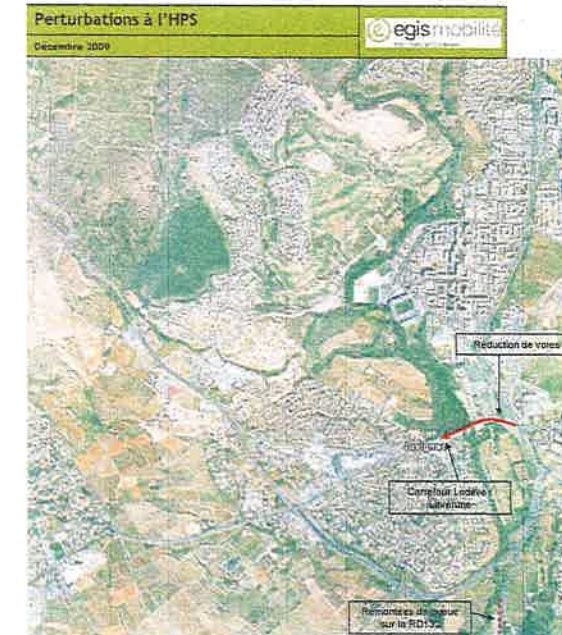 Perturbations à l'HPS
Décembre 2009
egis mobilité
Réduction de voies
Carrefour Lodève
Remontées de queue
sur la RD132